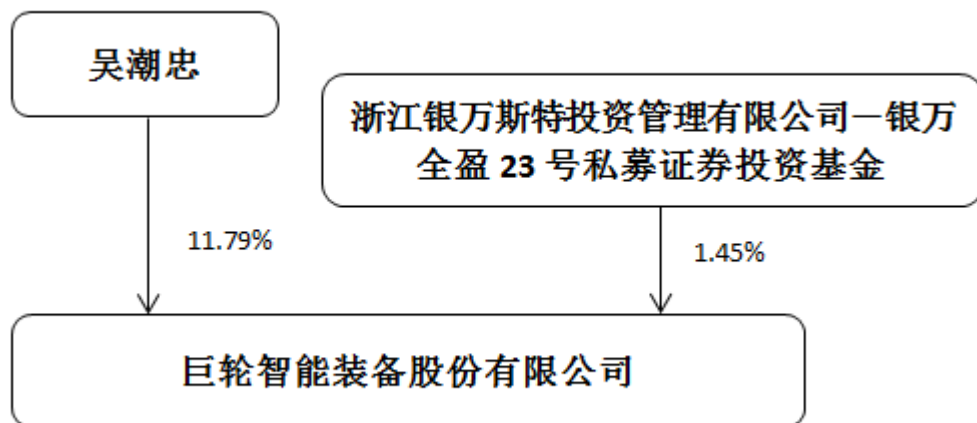 吴潮忠
浙江银万斯特投资管理有限公司—银万
全盈 23 号私募证券投资基金
11.79%
1.45%
巨轮智能装备股份有限公司